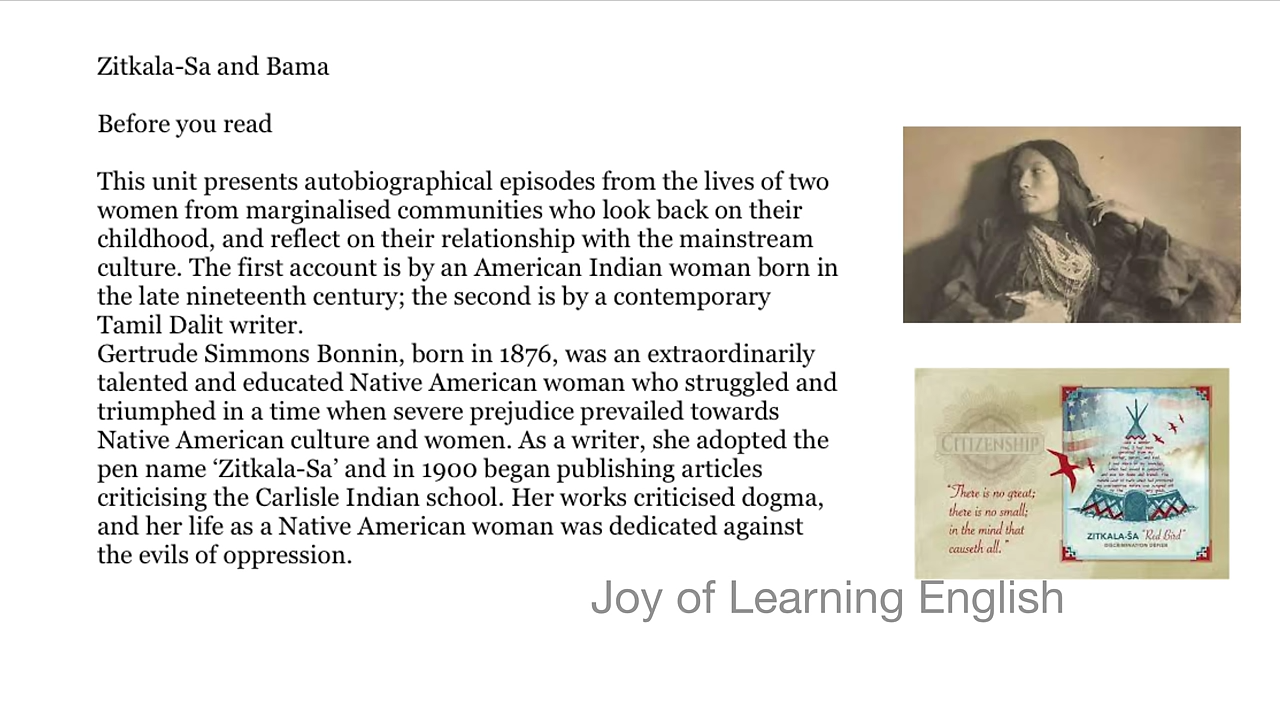 Zitkala-Sa and Bama
Before you read
This unit presents autobiographical episodes from the lives of two
women from marginalised communities who look back on their
childhood, and reflect on their relationship with the mainstream
culture. The first account is by an American Indian woman born in
the late nineteenth century; the second is by a contemporary
Tamil Dalit writer.
Gertrude Simmons Bonnin, born in 1876, was an extraordinarily
talented and educated Native American woman who struggled and
triumphed in a time when severe prejudice prevailed towards
Native American culture and women. As a writer, she adopted the
pen name ‘Zitkala-Sa’ and in 1900 began publishing articles
criticising the Carlisle Indian school. Her works criticised dogma,
and her life as a Native American woman was dedicated against
the evils of oppression.
CITIZENSHIP
“There is no great;
there is no small;
in the mind that
causeth all.”
ZITKALA-ŠA “Red Bird”
DISCRIMINATION DEFIER
Joy of Learning English